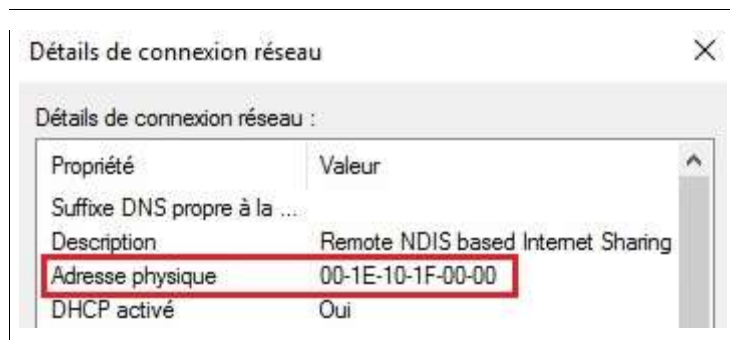 Détails de connexion réseau
Détails de connexion réseau :
Propriété Valeur
Suffixe DNS propre à la ...
Description Remote NDIS based Internet Sharing
Adresse physique 00-1E-10-1F-00-00
DHCP activé Oui